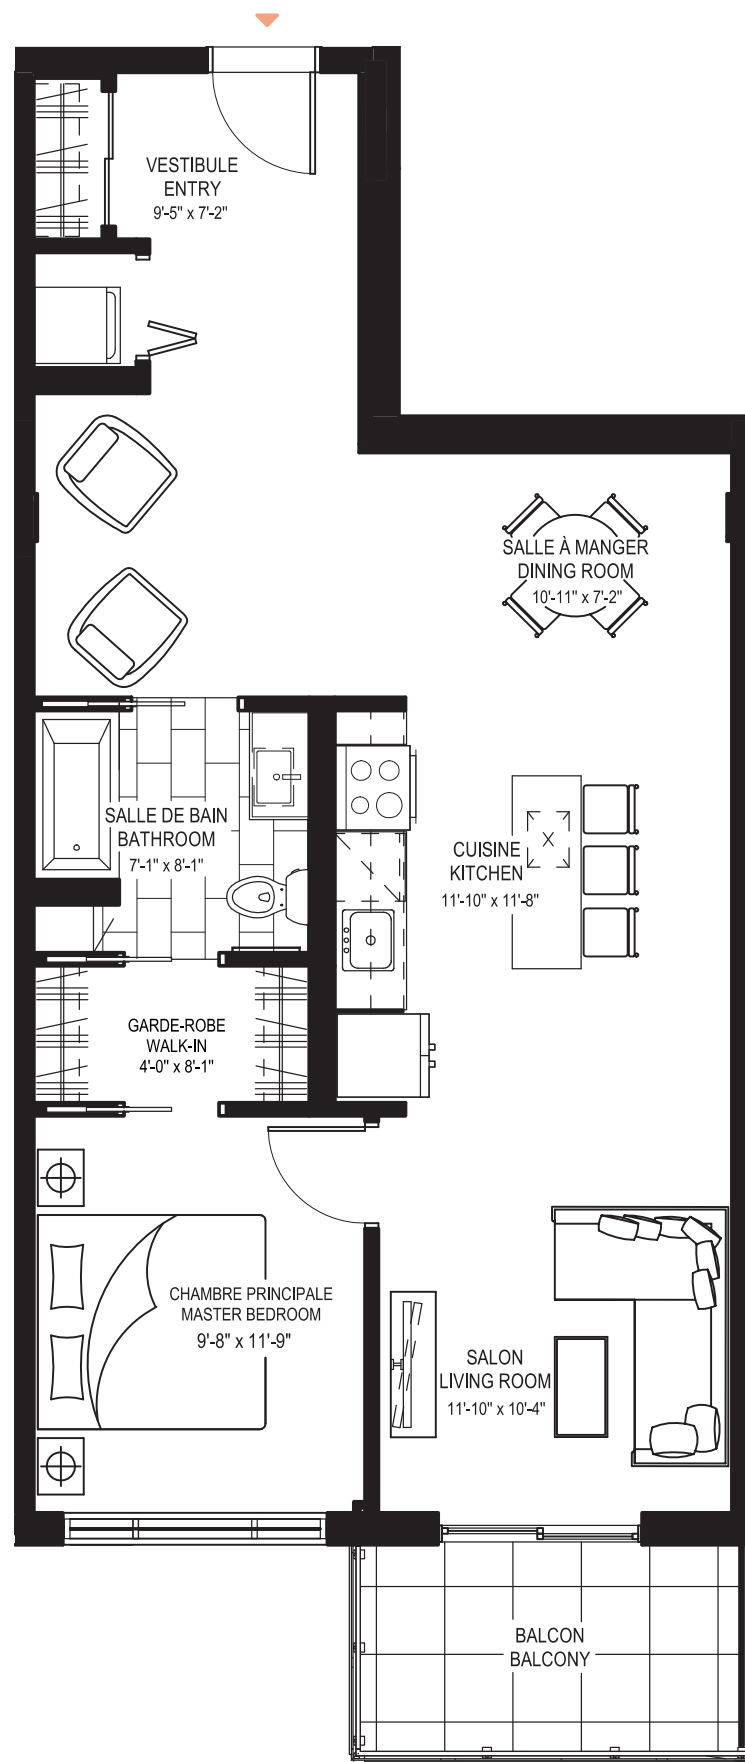 VESTIBULE
ENTRY
9'-5" x 7'-2"
SALLE À MANGER
DINING ROOM
10'-11" x 7'-2"
SALLE DE BAIN
BATHROOM
7'-1" x 8'-1"
CUISINE
KITCHEN
11'-10" x 11'-8"
GARDE-ROBE
WALK-IN
4'-0" x 8'-1"
CHAMBRE PRINCIPALE
MASTER BEDROOM
9'-8" x 11'-9"
SALON
LIVING ROOM
11'-10" x 10'-4"
BALCON
BALCONY